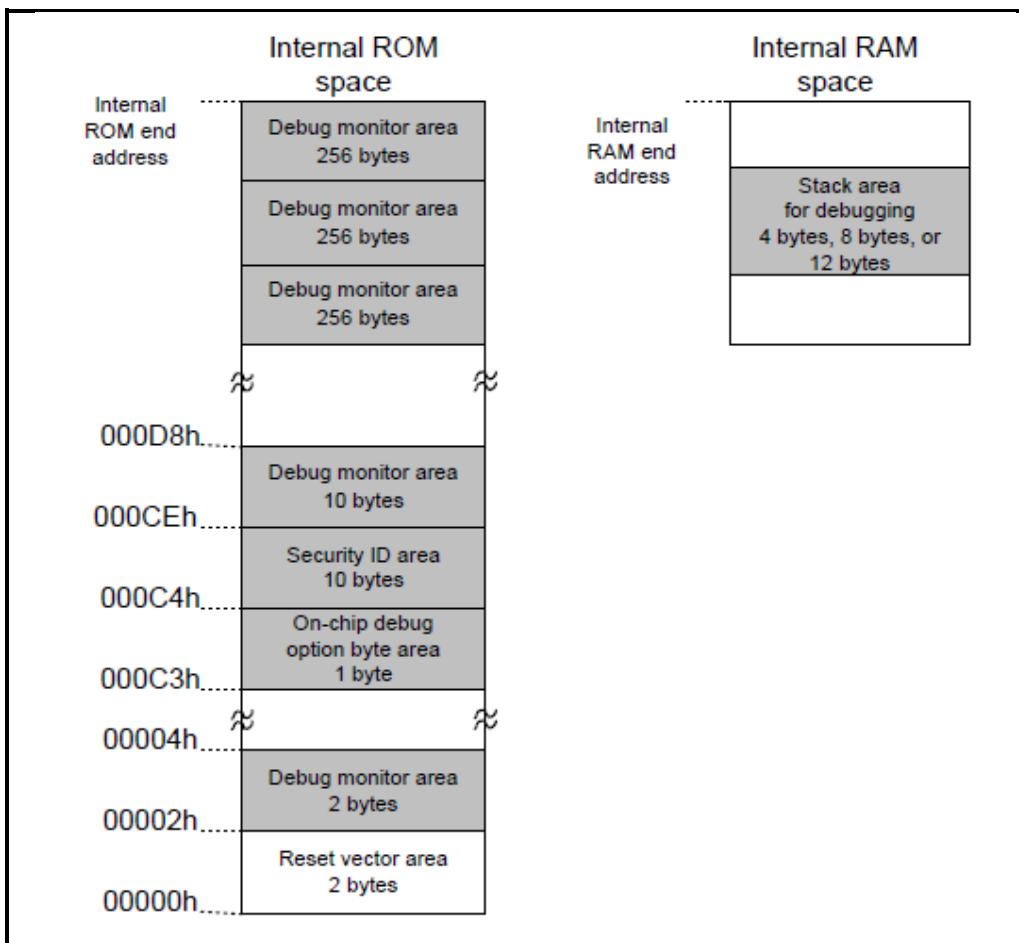 Internal ROM
space
Internal
ROM end
address
Debug monitor area
256 bytes
Debug monitor area
256 bytes
Debug monitor area
256 bytes
000D8h
Debug monitor area
10 bytes
000CEh
Security ID area
10 bytes
000C4h
On-chip debug
option byte area
1 byte
000C3h
00004h
Debug monitor area
2 bytes
00002h
Reset vector area
2 bytes
00000h
Internal RAM
space
Internal
RAM end
address
Stack area
for debugging
4 bytes, 8 bytes, or
12 bytes